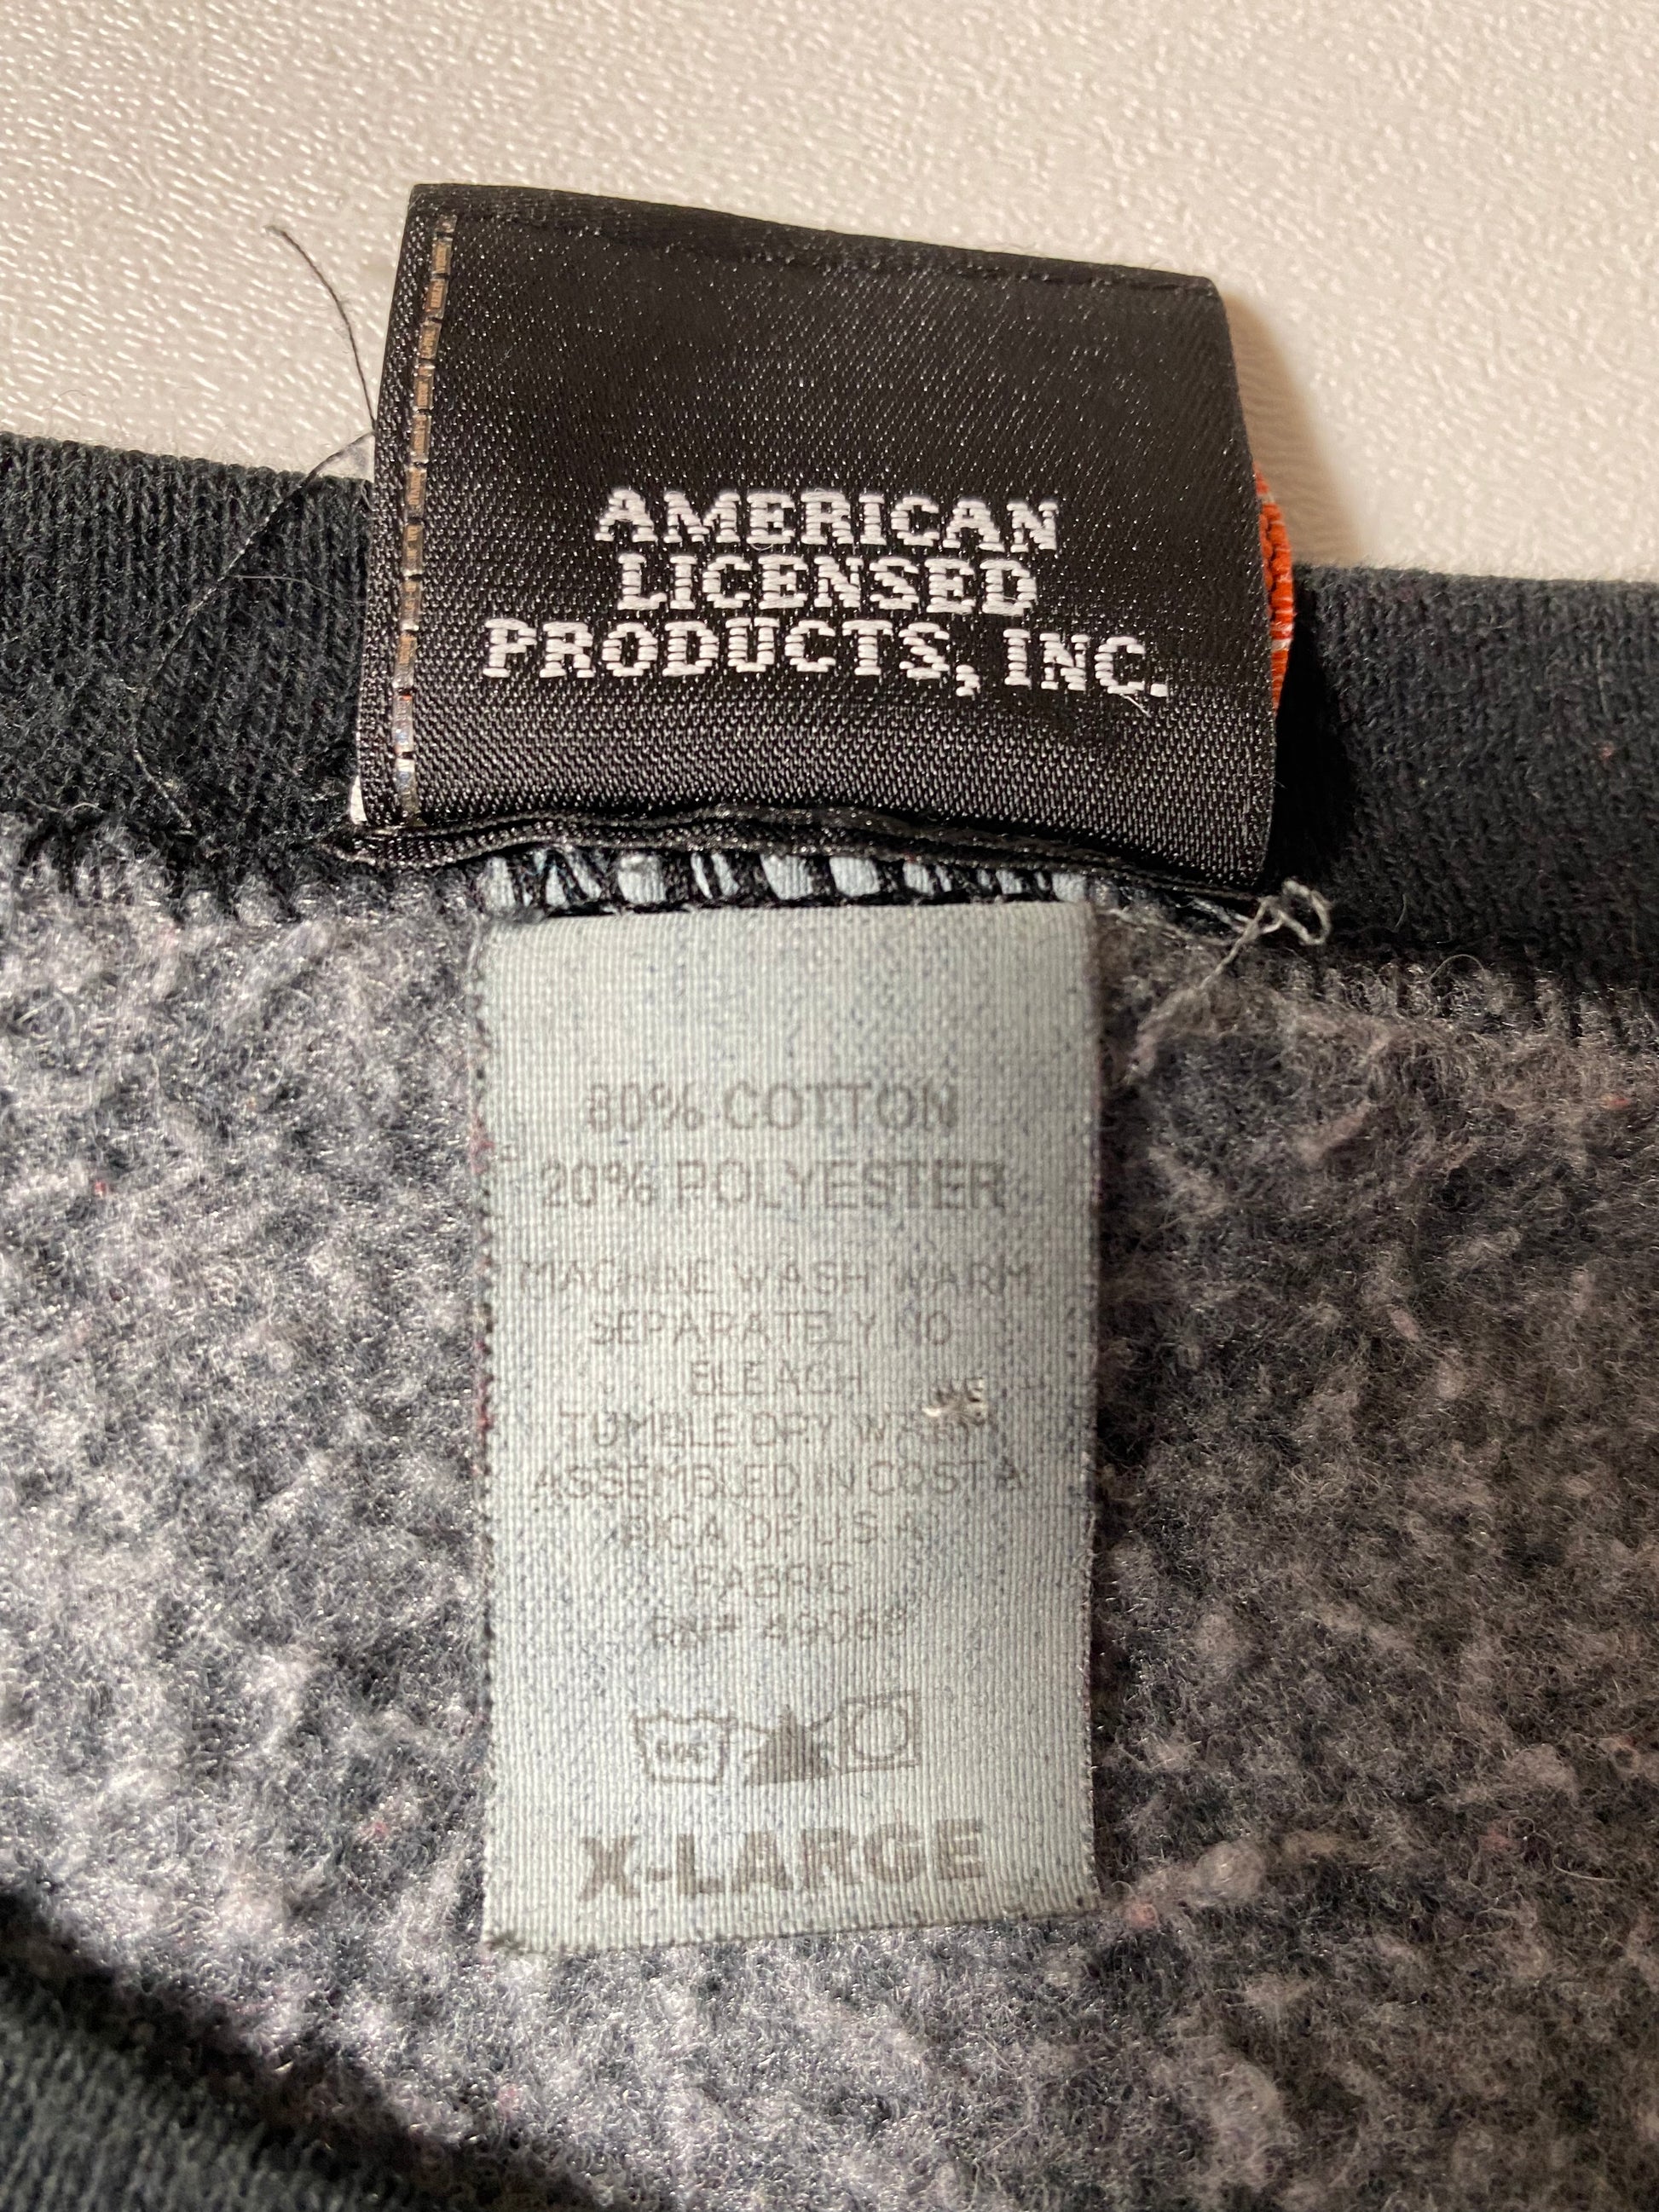 AMERICAN
LICENSED
PRODUCTS, INC.
80% COTTON
20% POLYESTER
MACHINE WASH WARM
SEPARATELY NO
BLEACH
TUMBLE DRY WARM
ASSEMBLED IN COSTA
RICA OF U.S.A.
FABRIC
RN#
X-LARGE